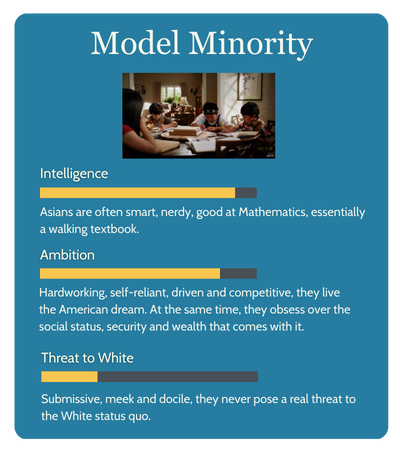 Model Minority
Intelligence
Asians are often smart, nerdy, good at Mathematics, essentially
a walking textbook.
Ambition
Hardworking, self-reliant, driven and competitive, they live
the American dream. At the same time, they obsess over the
social status, security and wealth that comes with it.
Threat to White
Submissive, meek and docile, they never pose a real threat to
the White status quo.